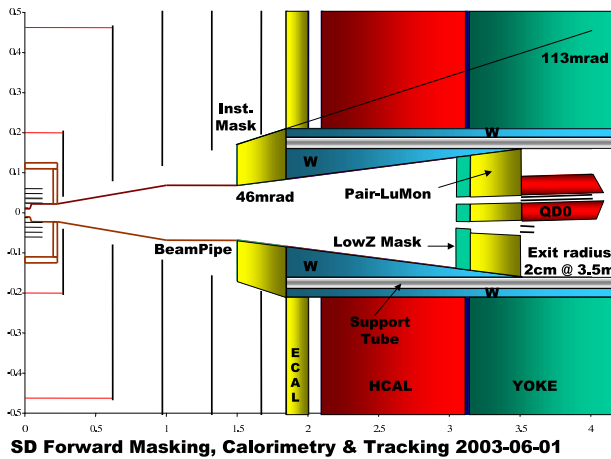 0.5
0.4
0.3
0.2
0.1
0
-0.1
-0.2
-0.3
-0.4
-0.5
113mrad
Inst.
Mask
W
W
46mrad
Pair-LuMon
QD0
BeamPipe
LowZ Mask
Exit radius
2cm @ 3.5m
W
W
Support
Tube
ECAL
HCAL
YOKE
0 0.5 1 1.5 2 2.5 3 3.5 4
SD Forward Masking, Calorimetry & Tracking 2003-06-01